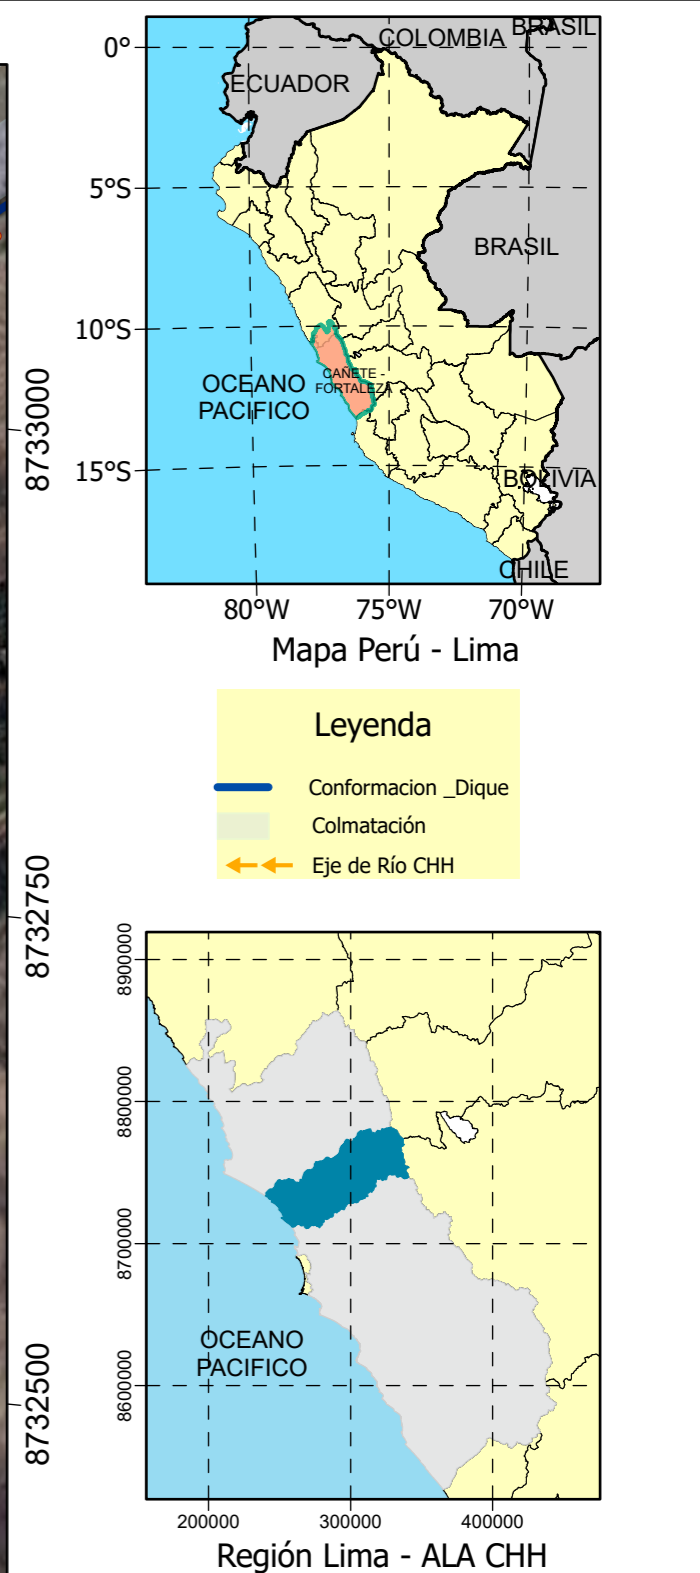 0°
5°S
10°S
15°S
COLOMBIA
BRASIL
ECUADOR
BRASIL
CAÑETE -
FORTALEZA
OCEANO
PACIFICO
BOLIVIA
CHILE
80°W
75°W
70°W
Mapa Perú - Lima
8733000
8732750
8732500
Leyenda
Conformacion _Dique
Colmatación
Eje de Río CHH
8900000
8800000
8700000
8600000
OCEANO
PACIFICO
200000
300000
400000
Región Lima - ALA CHH